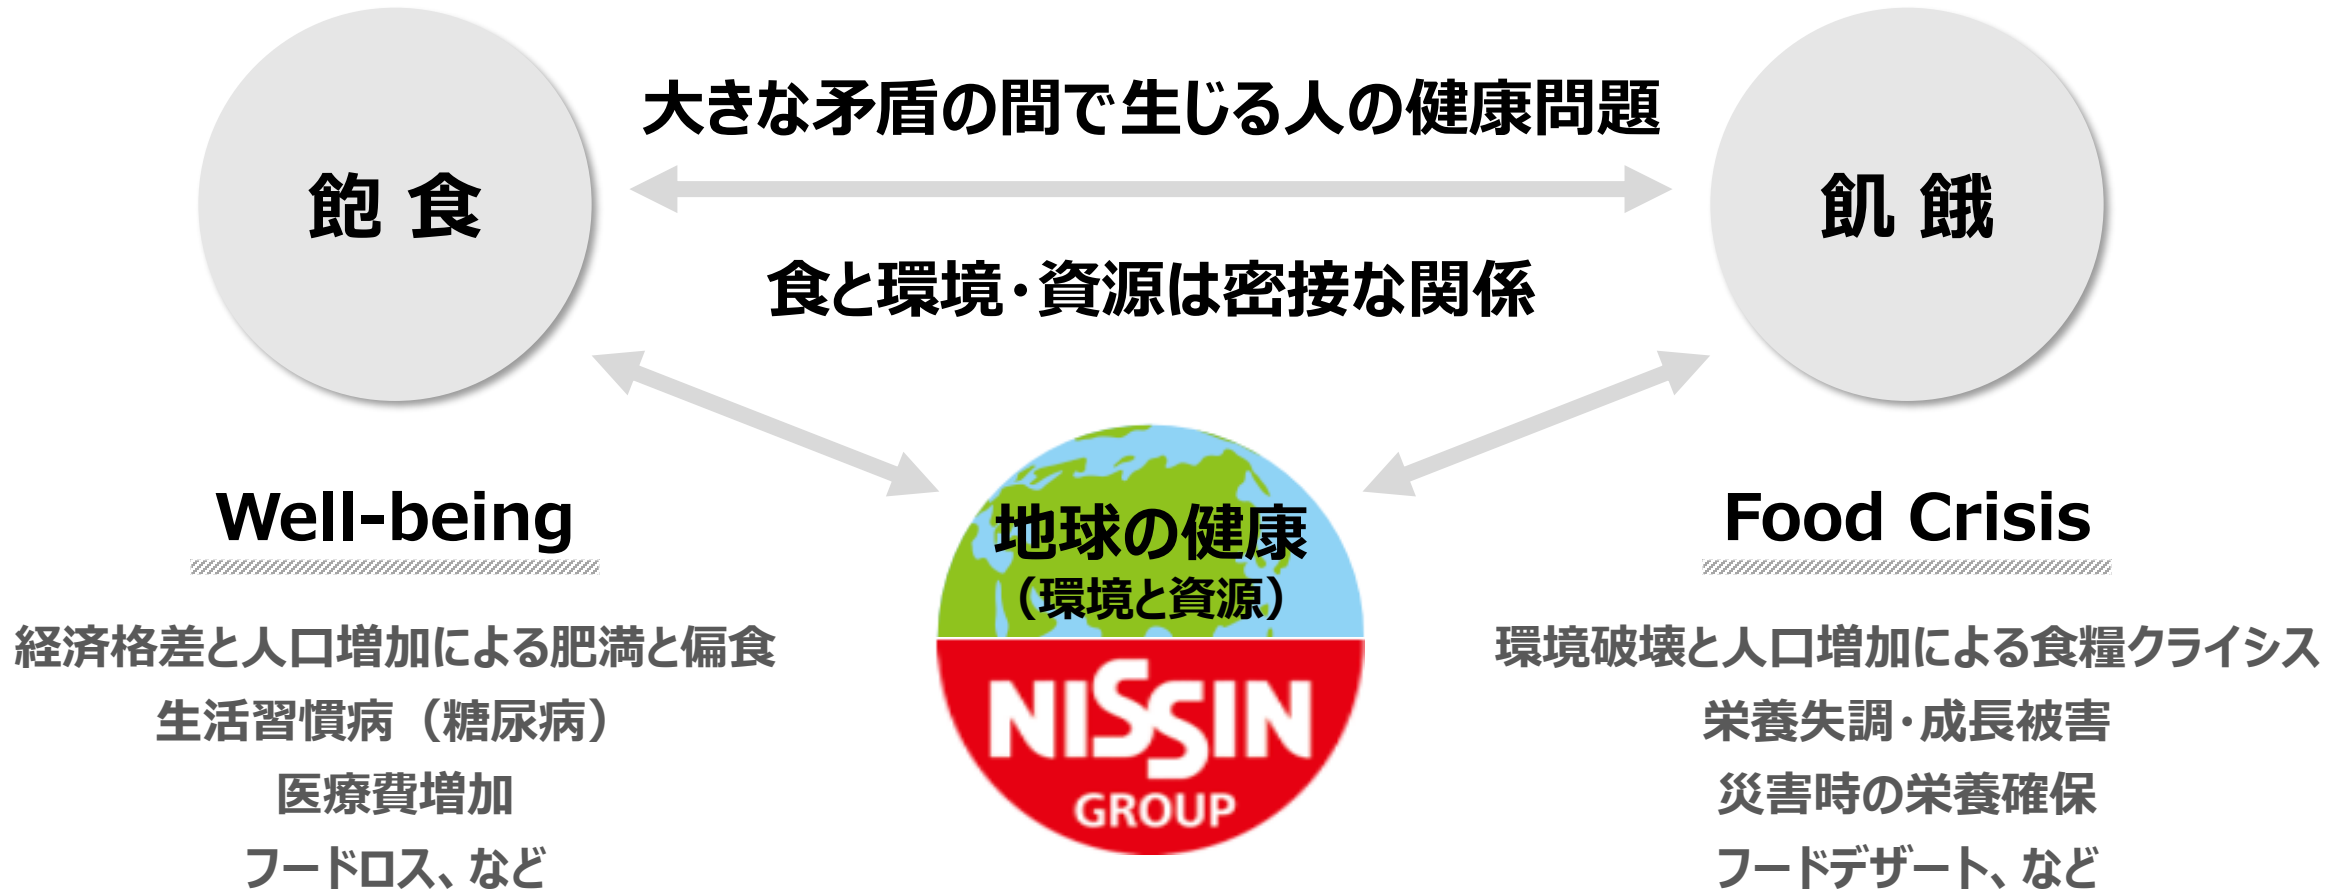 大きな矛盾の間で生じる人の健康問題
飽 食
飢 餓
食と環境・資源は密接な関係
Well-being
経済格差と人口増加による肥満と偏食
生活習慣病（糖尿病）
医療費増加
フードロス、など
地球の健康
（環境と資源）
NISSIN
GROUP
Food Crisis
環境破壊と人口増加による食糧クライシス
栄養失調・成長被害
災害時の栄養確保
フードデザート、など